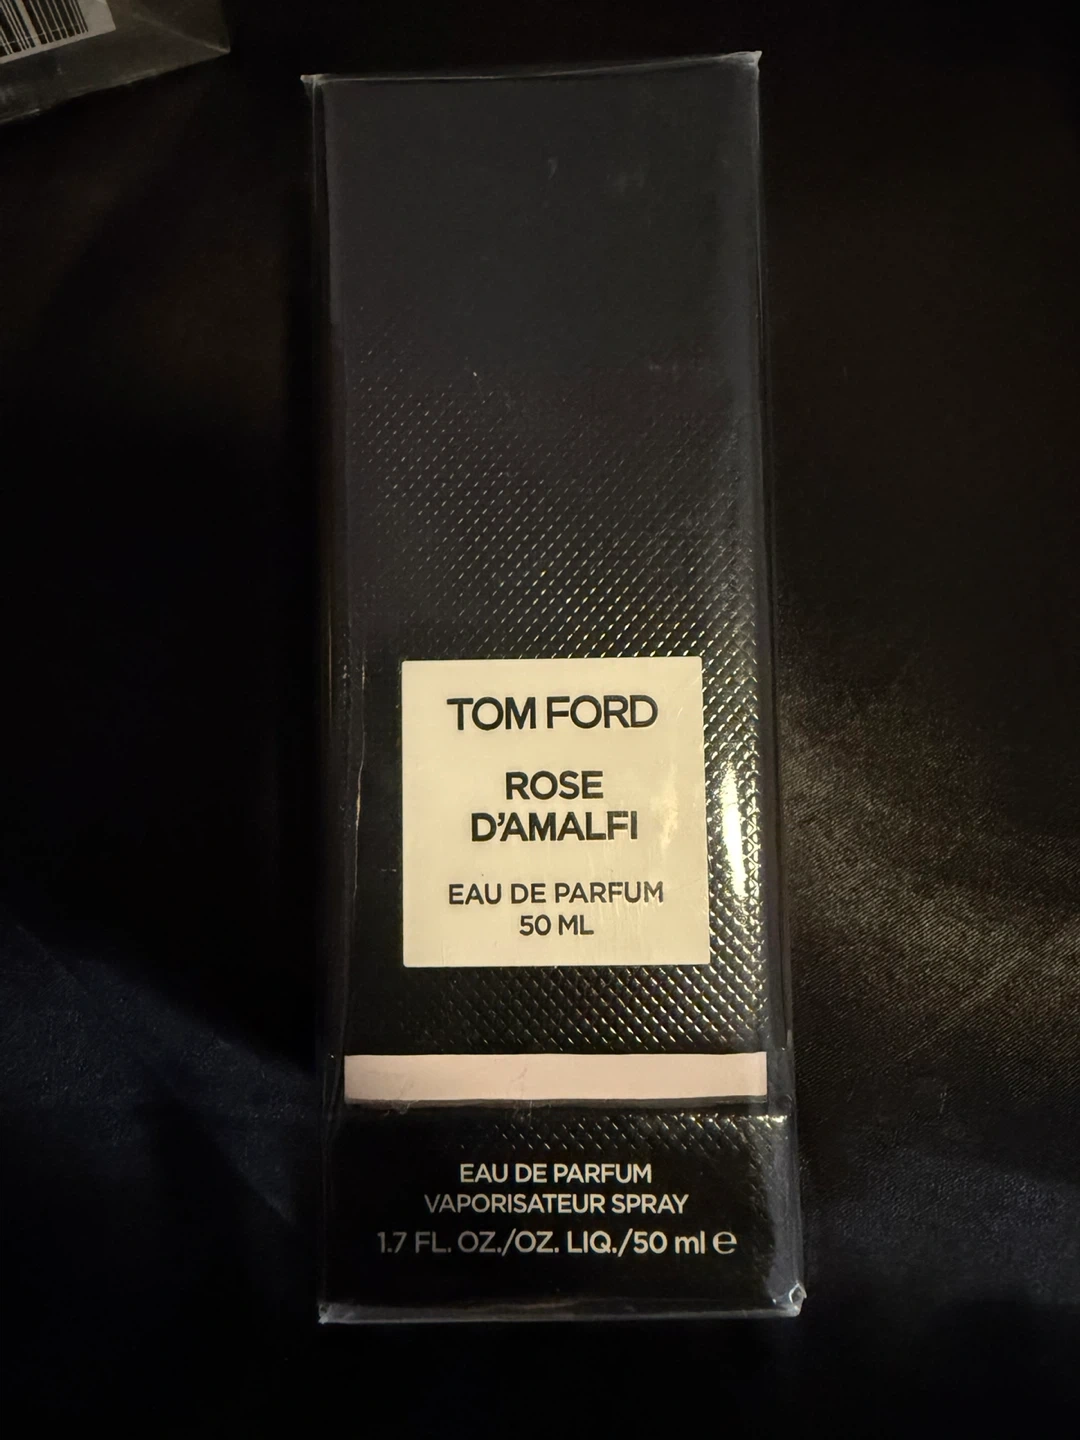 TOM FORD
ROSE
D'AMALFI
EAU DE PARFUM
50 ML
EAU DE PARFUM
VAPORISATEUR SPRAY
1.7 FL. OZ./OZ. LIQ./50 ml ℮